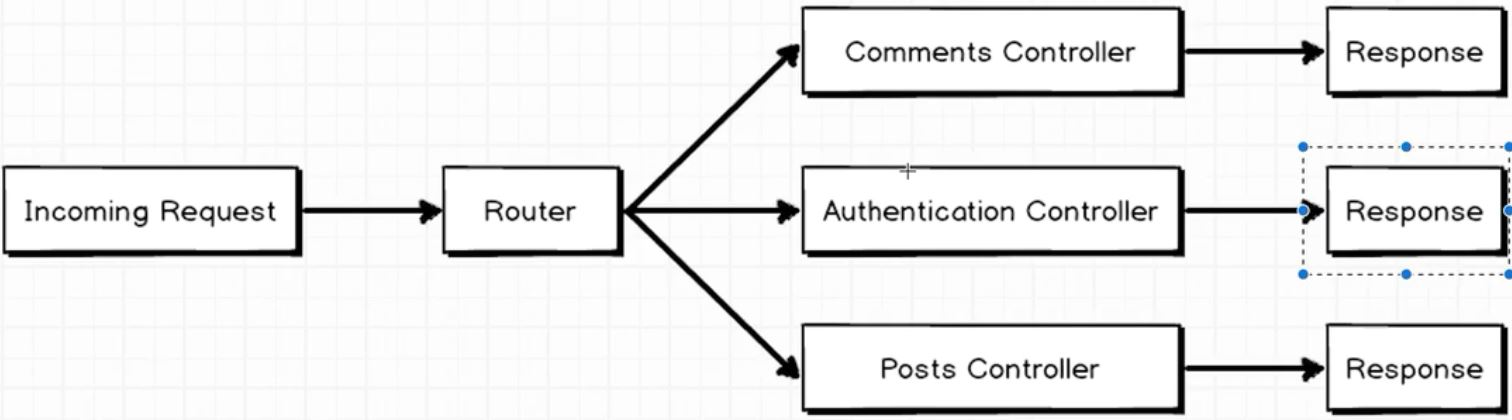 Comments Controller
Response
Incoming Request
Router
Authentication Controller
Response
Posts Controller
Response